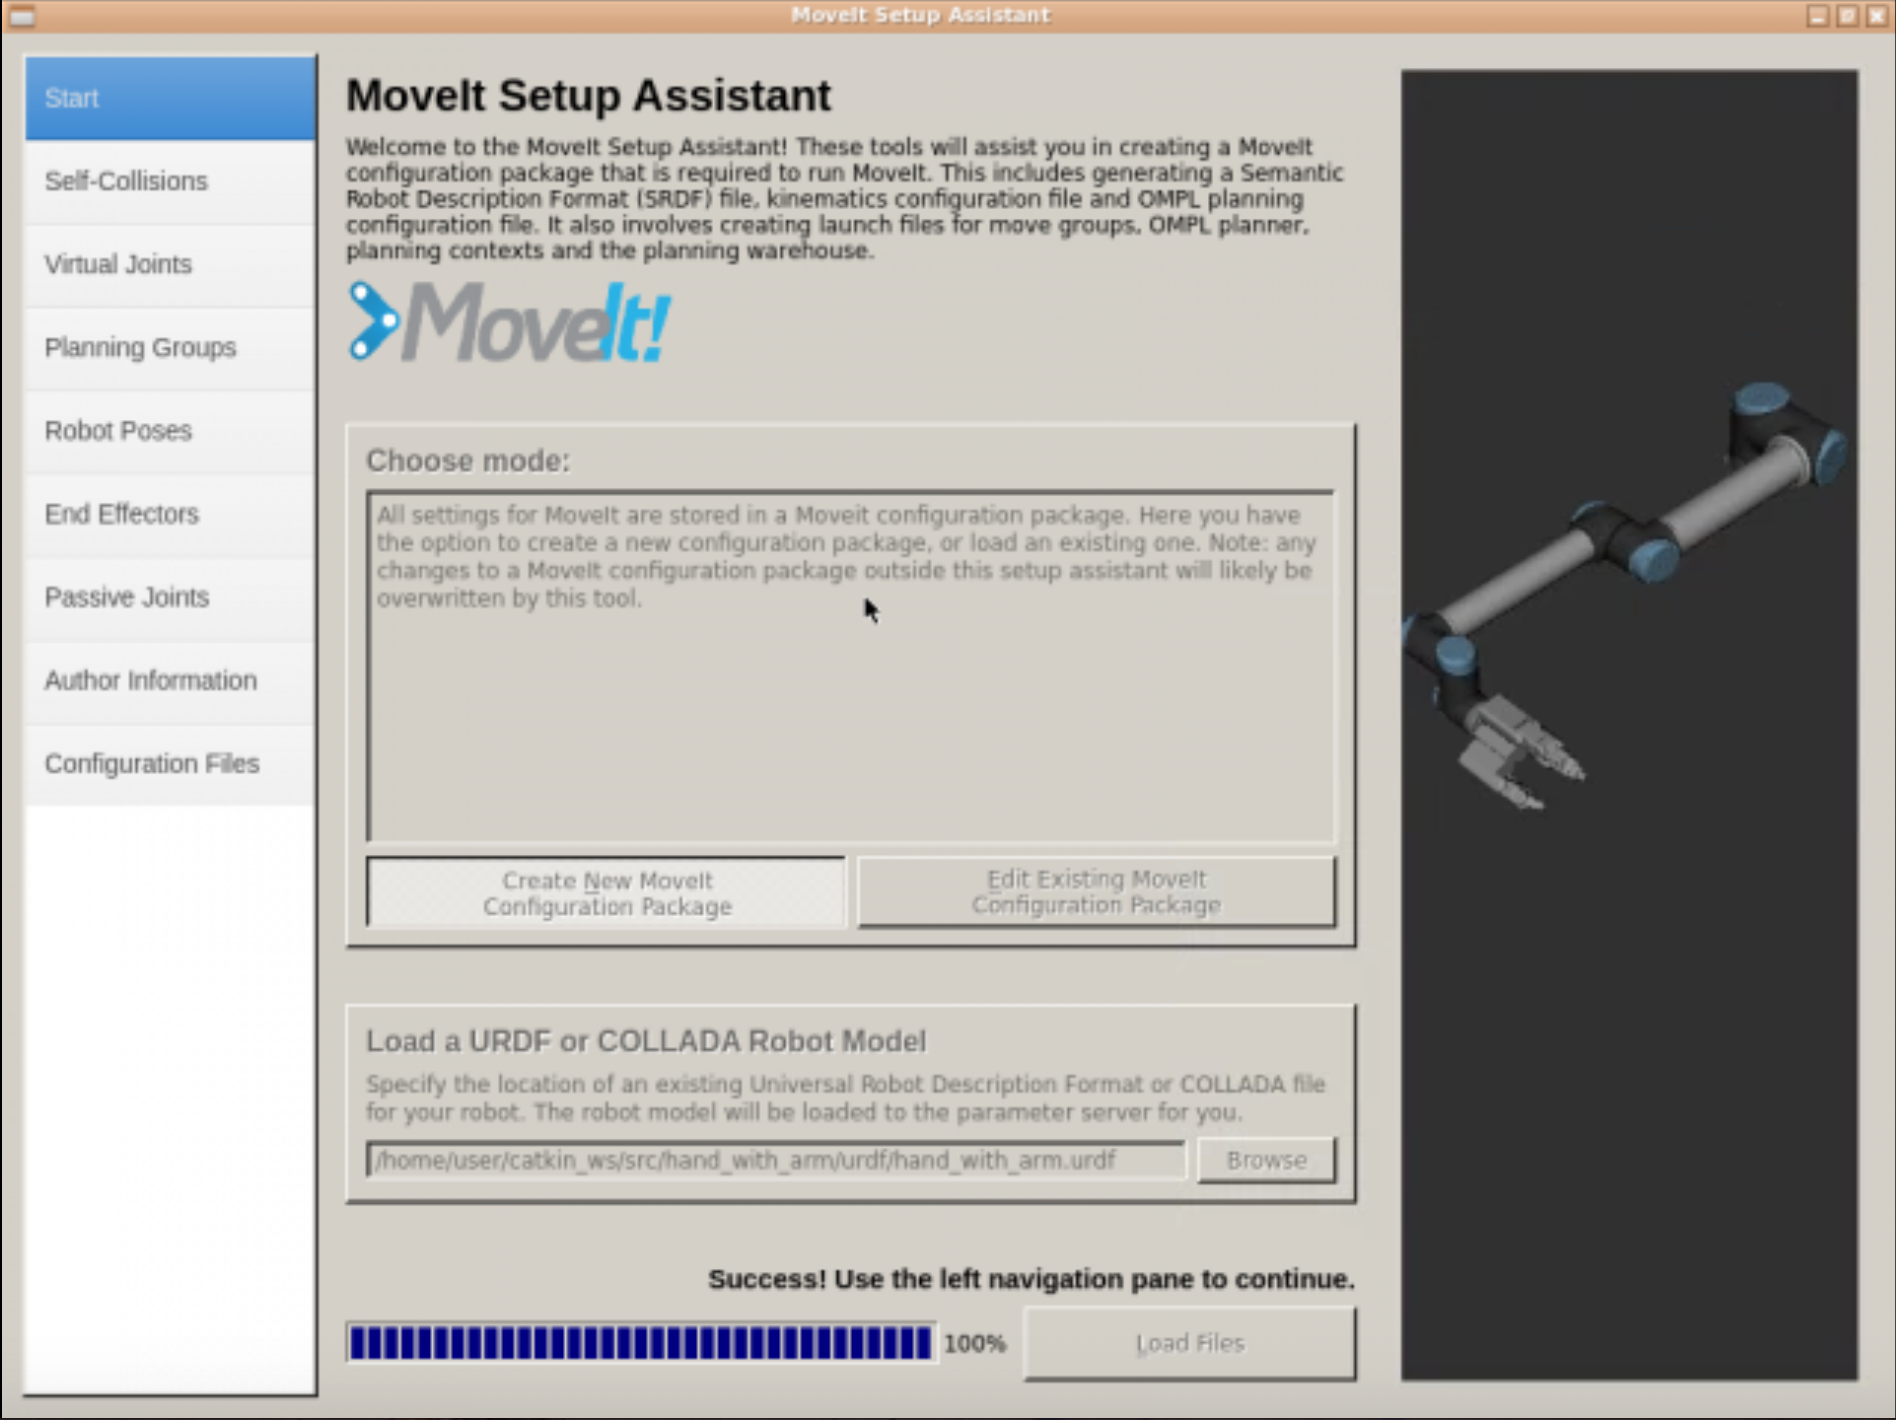 MoveIt Setup Assistant
Start
Self-Collisions
Virtual Joints
Planning Groups
Robot Poses
End Effectors
Passive Joints
Author Information
Configuration Files
MoveIt Setup Assistant
Welcome to the MoveIt Setup Assistant! These tools will assist you in creating a MoveIt
configuration package that is required to run MoveIt. This includes generating a Semantic
Robot Description Format (SRDF) file, kinematics configuration file and OMPL planning
configuration file. It also involves creating launch files for move groups, OMPL planner,
planning contexts and the planning warehouse.
MoveIt!
Choose mode:
All settings for MoveIt are stored in a Moveit configuration package. Here you have
the option to create a new configuration package, or load an existing one. Note: any
changes to a MoveIt configuration package outside this setup assistant will likely be
overwritten by this tool.
Create New MoveIt
Configuration Package
Edit Existing MoveIt
Configuration Package
Load a URDF or COLLADA Robot Model
Specify the location of an existing Universal Robot Description Format or COLLADA file
for your robot. The robot model will be loaded to the parameter server for you.
/home/user/catkin_ws/src/hand_with_arm/urdf/hand_with_arm.urdf
Browse
Success! Use the left navigation pane to continue.
100%
Load Files